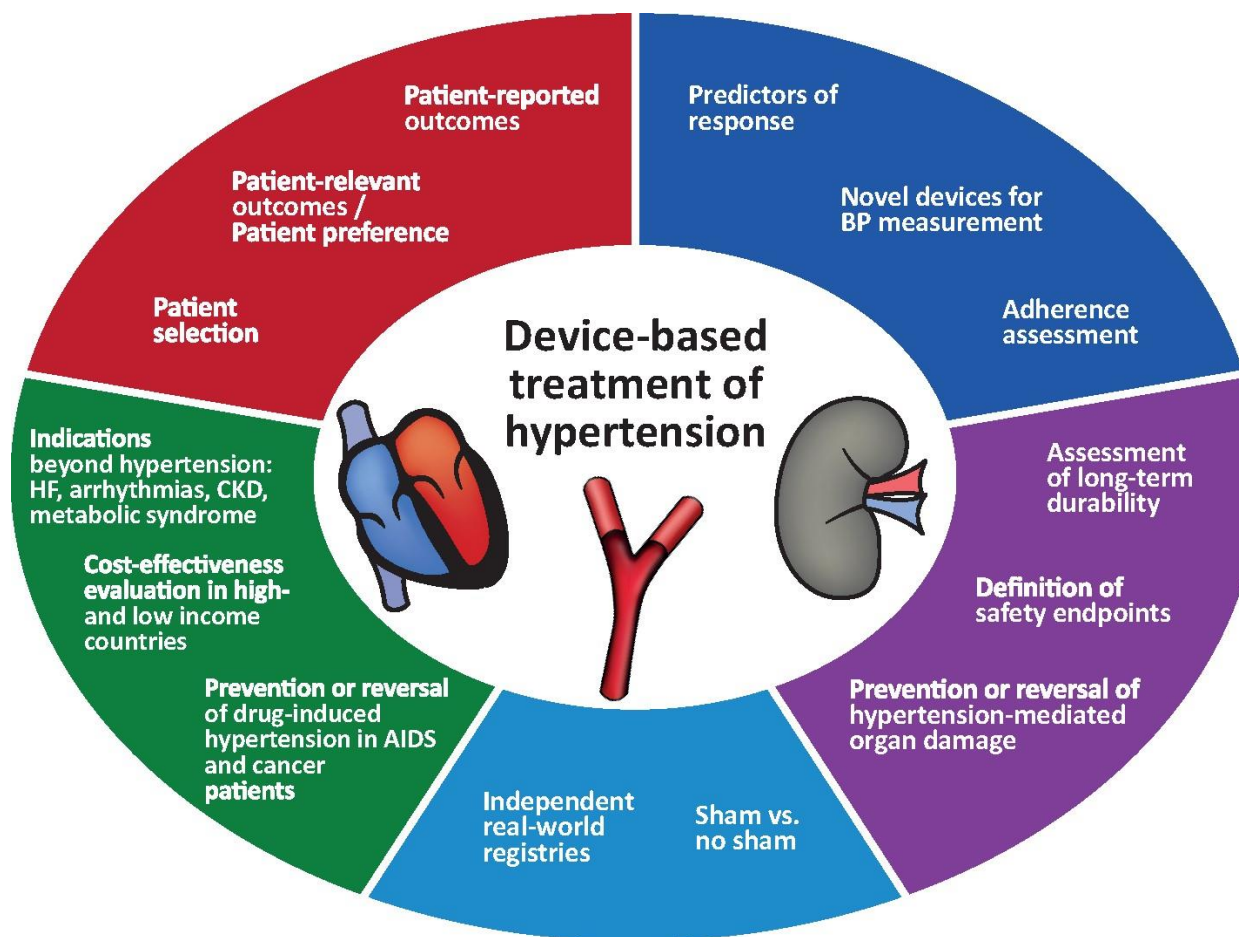 Patient-reported
outcomes
Patient-relevant
outcomes /
Patient preference
Patient
selection
Predictors of
response
Novel devices for
BP measurement
Adherence
assessment
Device-based
treatment of
hypertension
Indications
beyond hypertension:
HF, arrhythmias, CKD,
metabolic syndrome
Cost-effectiveness
evaluation in high-
and low income
countries
Prevention or reversal
of drug-induced
hypertension in AIDS
and cancer
patients
Assessment
of long-term
durability
Definition of
safety endpoints
Prevention or reversal of
hypertension-mediated
organ damage
Independent
real-world
registries
Sham vs.
no sham